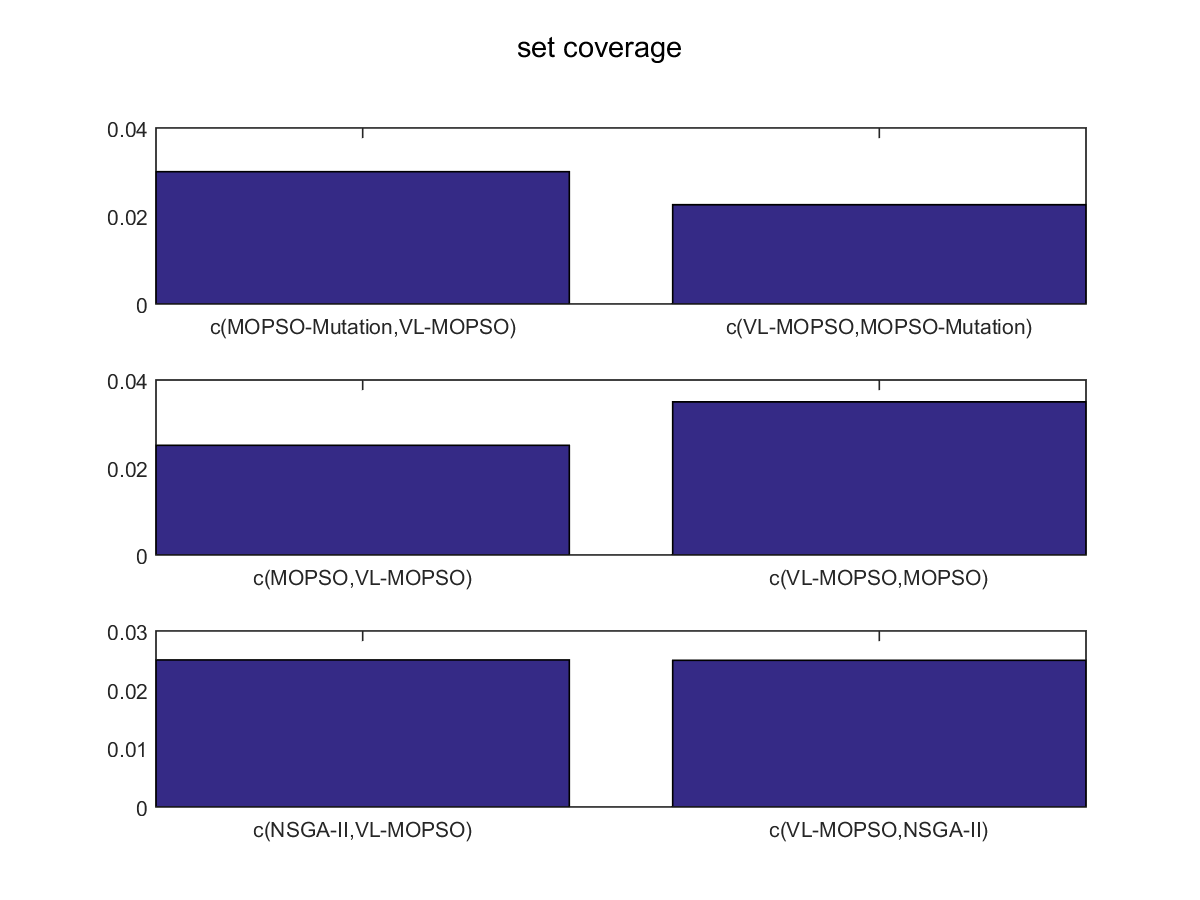 set coverage
0.04
0.02
0
c(MOPSO-Mutation,VL-MOPSO) c(VL-MOPSO,MOPSO-Mutation)
0.04
0.02
0
c(MOPSO,VL-MOPSO) c(VL-MOPSO,MOPSO)
0.03
0.02
0.01
0
c(NSGA-II,VL-MOPSO) c(VL-MOPSO,NSGA-II)